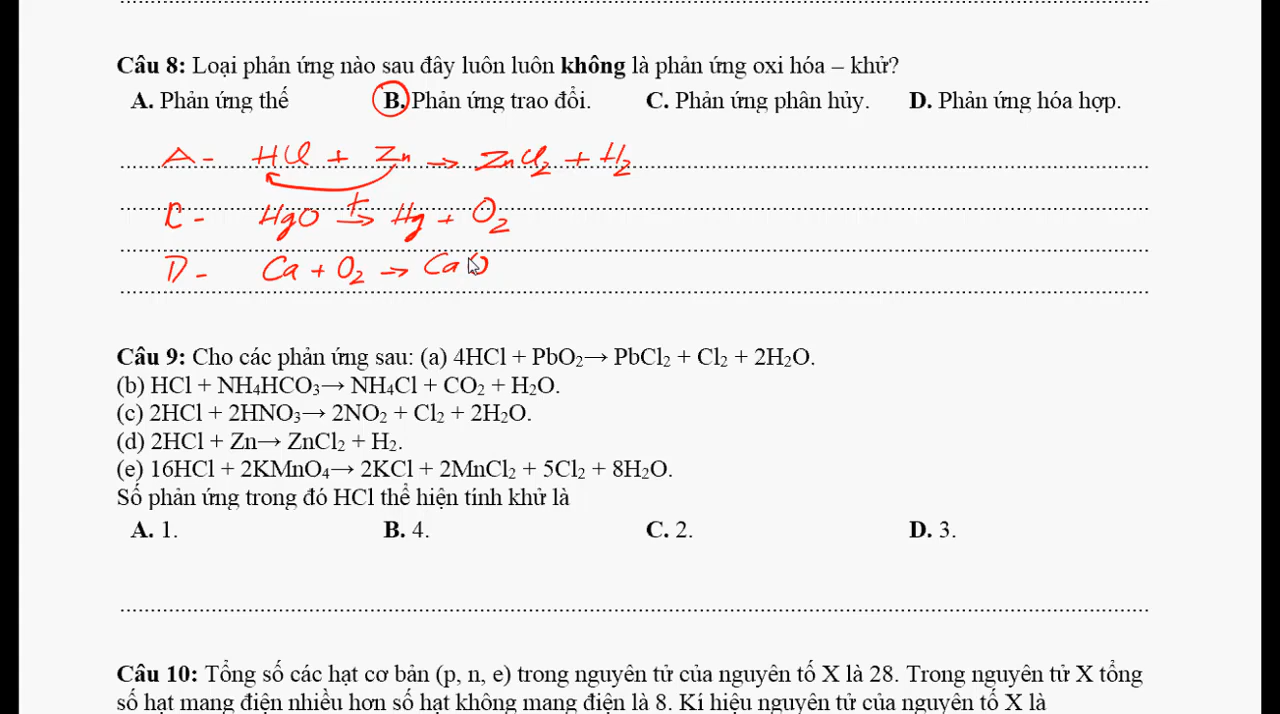 Câu 8: Loại phản ứng nào sau đây luôn luôn không là phản ứng oxi hóa – khử?
A. Phản ứng thế B. Phản ứng trao đổi. C. Phản ứng phân hủy. D. Phản ứng hóa hợp.
A - HCl + Zn → ZnCl₂ + H₂
C - HgO t→ Hg + O₂
D - Ca + O₂ → CaO
Câu 9: Cho các phản ứng sau: (a) 4HCl + PbO₂→ PbCl₂ + Cl₂ + 2H₂O.
(b) HCl + NH₄HCO₃→ NH₄Cl + CO₂ + H₂O.
(c) 2HCl + 2HNO₃→ 2NO₂ + Cl₂ + 2H₂O.
(d) 2HCl + Zn→ ZnCl₂ + H₂.
(e) 16HCl + 2KMnO₄→ 2KCl + 2MnCl₂ + 5Cl₂ + 8H₂O.
Số phản ứng trong đó HCl thể hiện tính khử là
A. 1. B. 4. C. 2. D. 3.
Câu 10: Tổng số các hạt cơ bản (p, n, e) trong nguyên tử của nguyên tố X là 28. Trong nguyên tử X tổng
số hạt mang điện nhiều hơn số hạt không mang điện là 8. Kí hiệu nguyên tử của nguyên tố X là